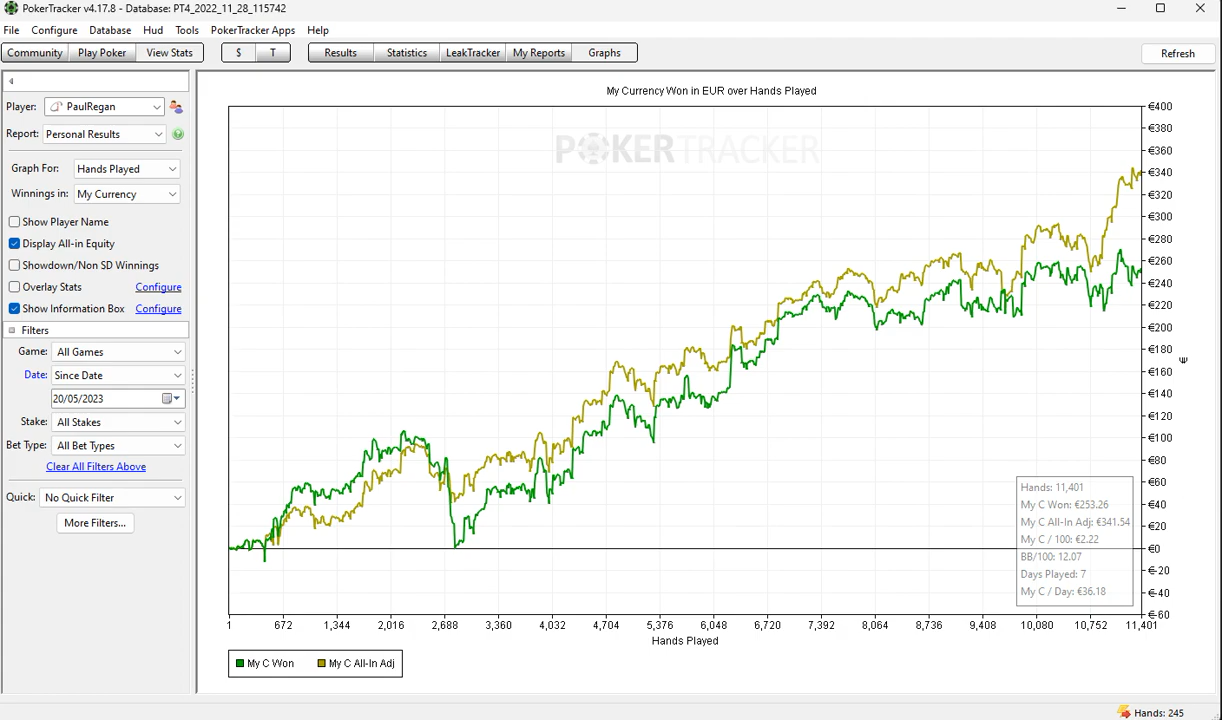 PokerTracker v4.17.8 - Database: PT4_2022_11_28_115742
File Configure Database Hud Tools PokerTracker Apps Help
Community Play Poker View Stats $ T Results Statistics LeakTracker My Reports Graphs Refresh
Player: PaulRegan
Report: Personal Results
Graph For: Hands Played
Winnings in: My Currency
Show Player Name
Display All-in Equity
Showdown/Non SD Winnings
Overlay Stats Configure
Show Information Box Configure
Filters
Game: All Games
Date: Since Date
20/05/2023
Stake: All Stakes
Bet Type: All Bet Types
Clear All Filters Above
Quick: No Quick Filter
More Filters...
My Currency Won in EUR over Hands Played
POKERTRACKER
€400
€380
€360
€340
€320
€300
€280
€260
€240
€220
€200
€180
€160
€140
€120
€100
€80
€60
€40
€20
€0
€-20
€-40
€-60
€
Hands: 11,401
My C Won: €253.26
My C All-In Adj: €341.54
My C / 100: €2.22
BB/100: 12.07
Days Played: 7
My C / Day: €36.18
1 672 1,344 2,016 2,688 3,360 4,032 4,704 5,376 6,048 6,720 7,392 8,064 8,736 9,408 10,080 10,752 11,401
Hands Played
My C Won My C All-In Adj
Hands: 245